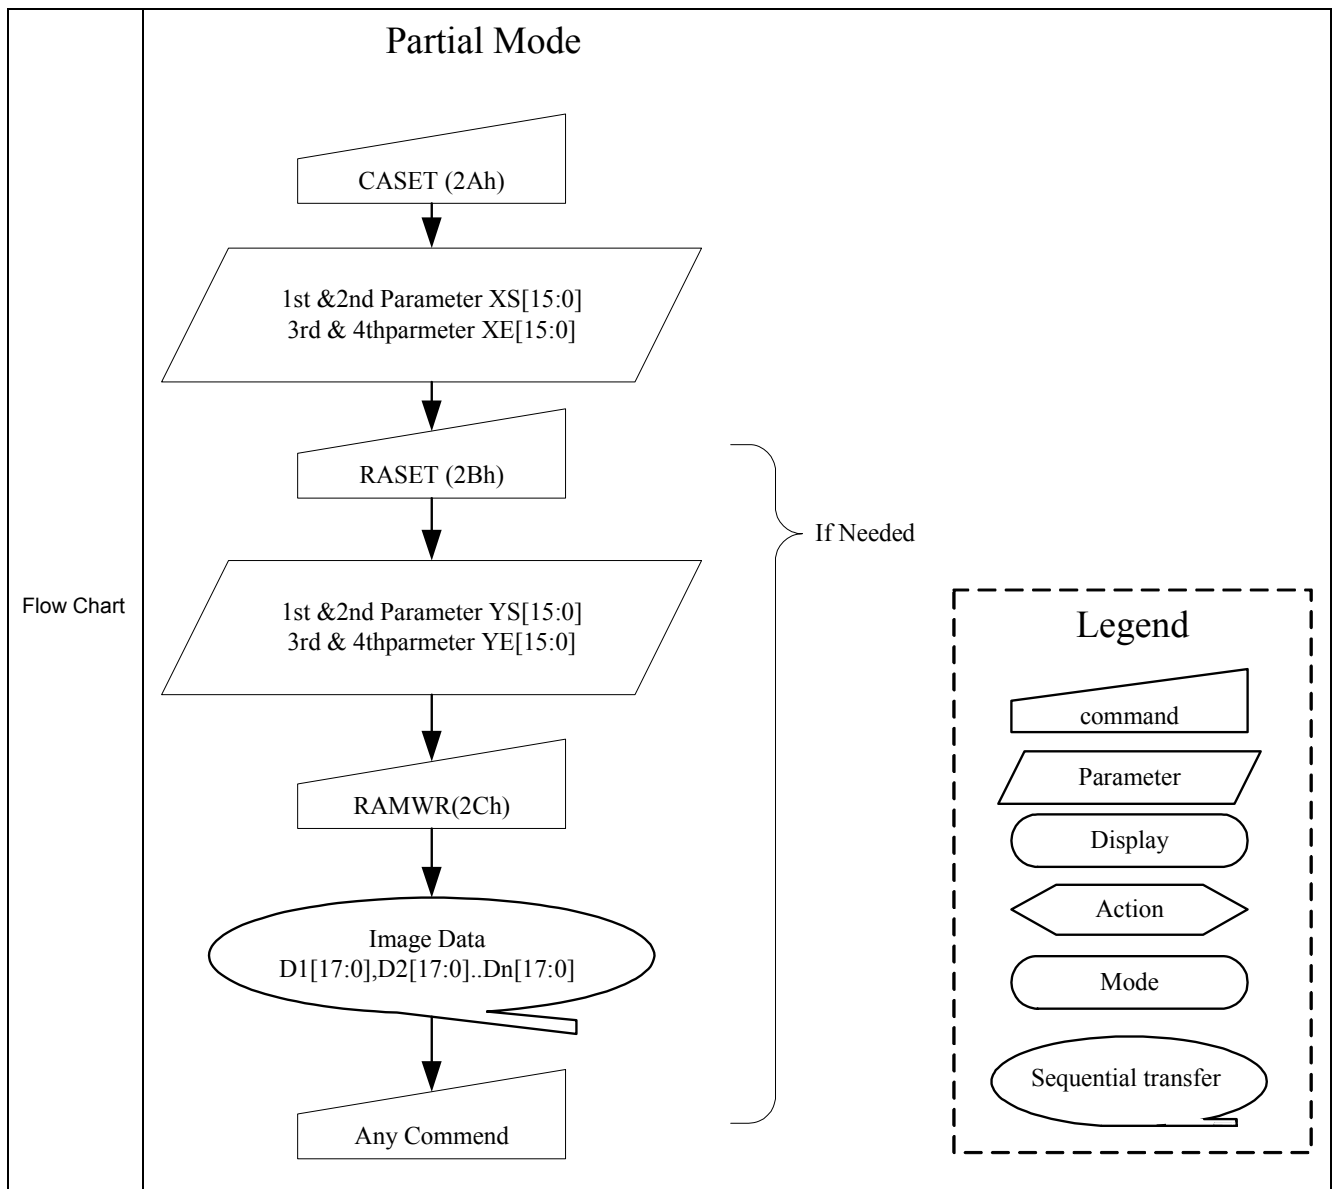 Partial Mode
CASET (2Ah)
1st &2nd Parameter XS[15:0]
3rd & 4thparmeter XE[15:0]
RASET (2Bh)
If Needed
1st &2nd Parameter YS[15:0]
3rd & 4thparmeter YE[15:0]
RAMWR(2Ch)
Image Data
D1[17:0],D2[17:0]..Dn[17:0]
Any Commend
Flow Chart
Legend
command
Parameter
Display
Action
Mode
Sequential transfer